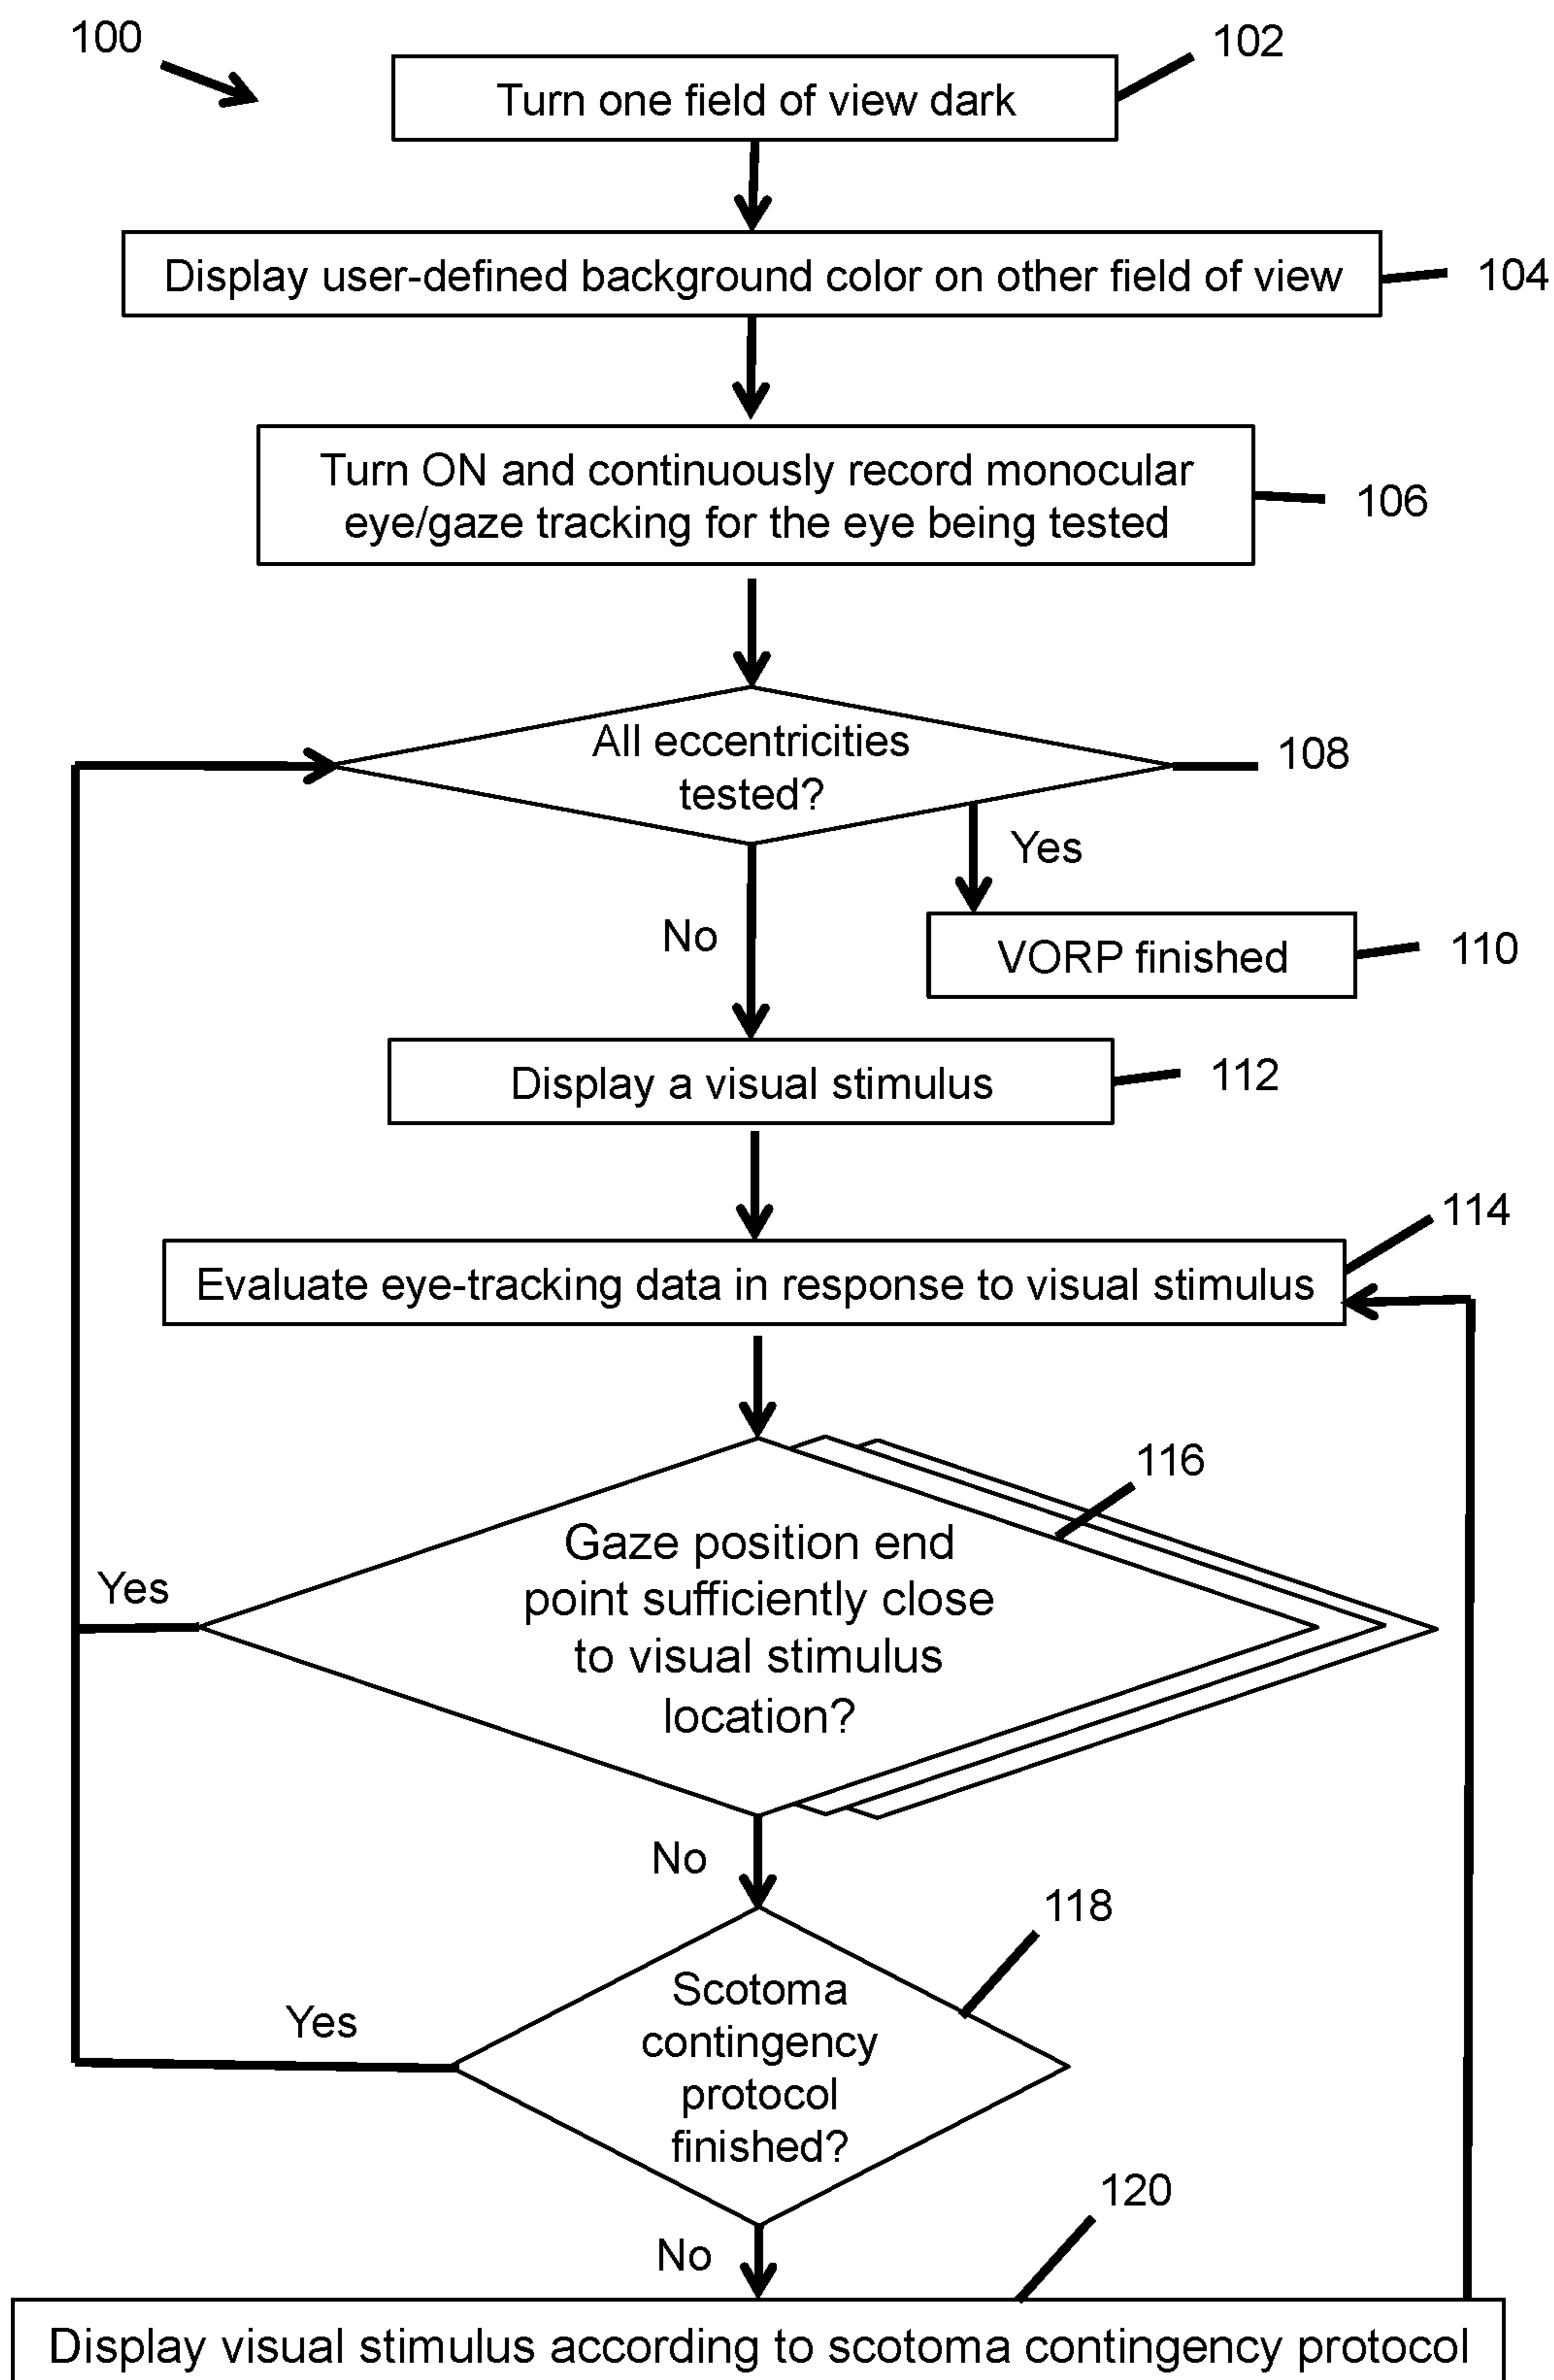 100
102
Turn one field of view dark
Display user-defined background color on other field of view
104
Turn ON and continuously record monocular
eye/gaze tracking for the eye being tested
106
All eccentricities
tested?
108
Yes
No
VORP finished
110
Display a visual stimulus
112
114
Evaluate eye-tracking data in response to visual stimulus
116
Gaze position end
point sufficiently close
to visual stimulus
location?
Yes
No
118
Scotoma
contingency
protocol
finished?
Yes
120
No
Display visual stimulus according to scotoma contingency protocol